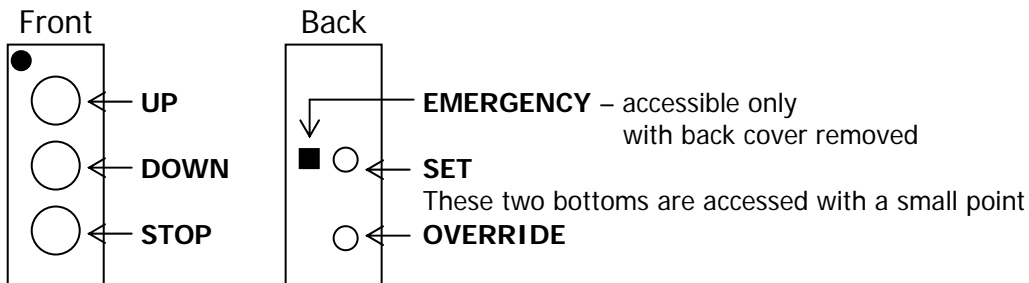 Front
Back
UP
EMERGENCY – accessible only
with back cover removed
DOWN
SET
These two bottoms are accessed with a small point
STOP
OVERRIDE